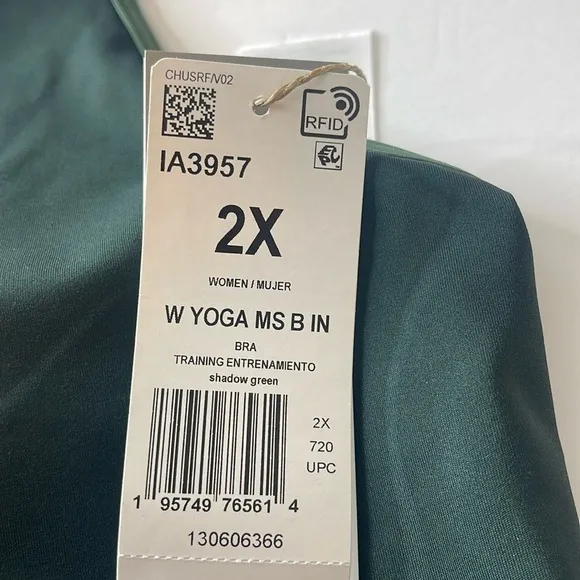 CHUSRF/V02
RFID
IA3957
2X
WOMEN / MUJER
W YOGA MS B IN
BRA
TRAINING ENTRENAMIENTO
shadow green
2X
720
UPC
1 95749 76561 4
130606366